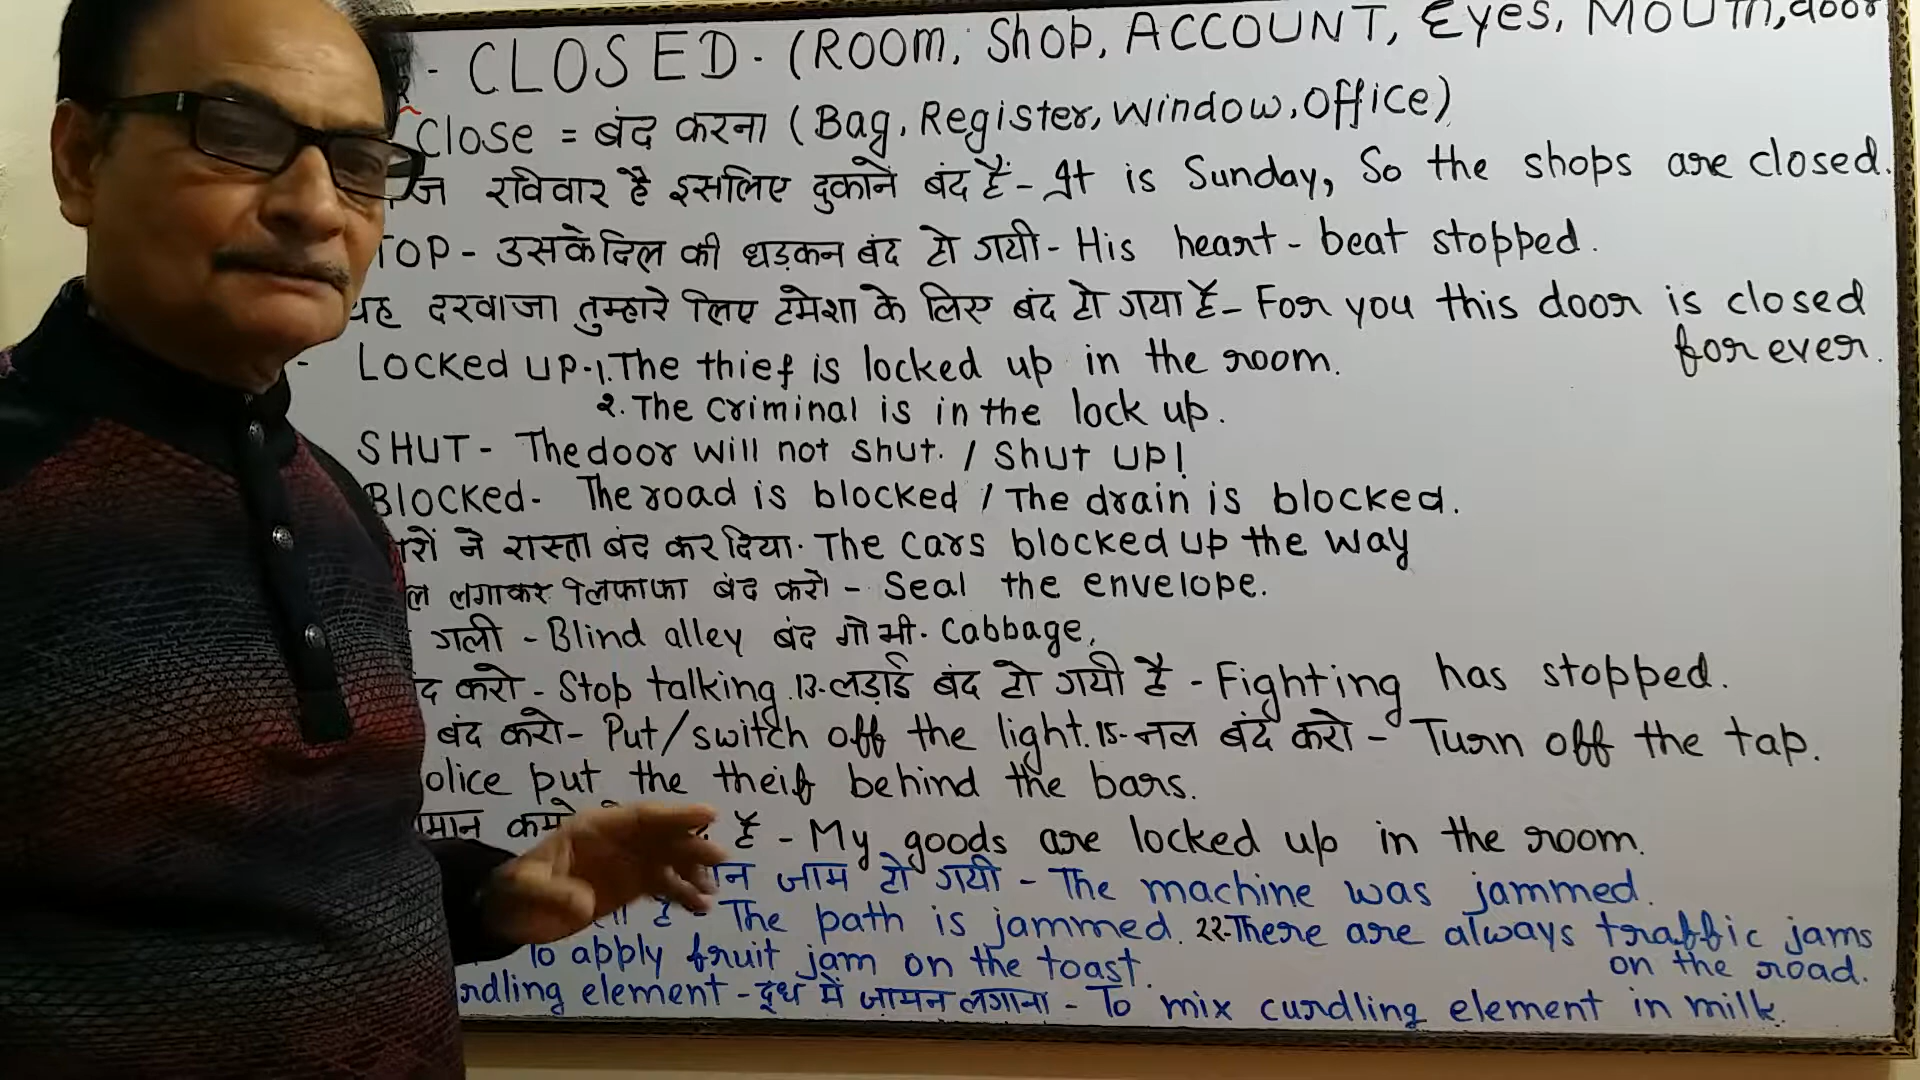 - CLOSED - (ROOM, Shop, ACCOUNT, Eyes, MOUTH, door
Close = बंद करना (Bag, Register, Window, Office)
ज रविवार है इसलिए दुकानें बंद हैं - It is Sunday, So the shops are closed.
TOP - उसके दिल की धड़कन बंद हो गयी - His heart-beat stopped.
यह दरवाजा तुम्हारे लिए हमेशा के लिए बंद हो गया है - For you this door is closed
forever.
- LOCKED UP - 1. The thief is locked up in the room.
2. The criminal is in the lock up.
SHUT - The door will not shut. / Shut UP!
BLOCKED - The road is blocked / The drain is blocked.
रों ने रास्ता बंद कर दिया. The cars blocked up the way
ल लगाकर लिफाफा बंद करो - Seal the envelope.
गली - Blind alley बंद गोभी - Cabbage,
द करो - Stop talking. 13- लड़ाई बंद हो गयी है - Fighting has stopped.
बंद करो - Put/switch off the light. 15- नल बंद करो - Turn off the tap.
olice put the theif behind the bars.
मान कमरे है - My goods are locked up in the room.
न जाम हो गयी - The machine was jammed.
है - The path is jammed. 22- There are always traffic jams
on the road.
To apply fruit jam on the toast.
rdling element - दूध में जामन लगाना - To mix curdling element in milk.